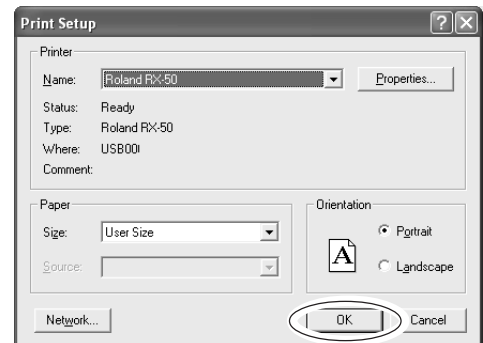 Print Setup
Printer
Name: Roland RX-50 Properties...
Status: Ready
Type: Roland RX-50
Where:
Comment:
Paper
Size: User Size
Source:
Orientation
Portrait
A
Landscape
Network... OK Cancel